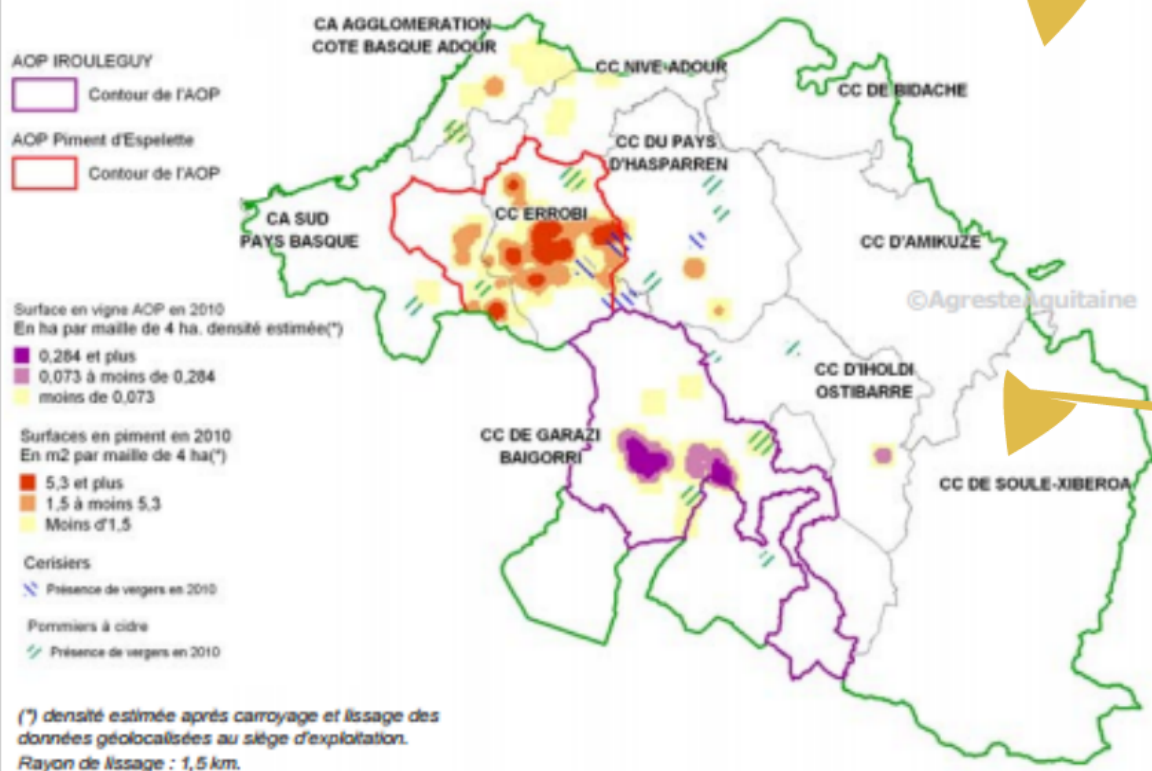 CA AGGLOMERATION
COTE BASQUE ADOUR
CC NIVE-ADOUR
CC DE BIDACHE
AOP IROULEGUY
Contour de l'AOP
AOP Piment d'Espelette
Contour de l'AOP
CC DU PAYS
D'HASPARREN
CC ERROBI
CA SUD
PAYS BASQUE
CC D'AMIKUZE
©AgresteAquitaine
Surface en vigne AOP en 2010
En ha par maille de 4 ha. densité estimée(*)
0,284 et plus
0,073 à moins de 0,284
moins de 0,073
CC D'IHOLDI
OSTIBARRE
Surfaces en piment en 2010
En m2 par maille de 4 ha(*)
5,3 et plus
1,5 à moins 5,3
Moins d'1,5
CC DE GARAZI
BAIGORRI
CC DE SOULE-XIBEROA
Cerisiers
Présence de vergers en 2010
Pommiers à cidre
Présence de vergers en 2010
(*) densité estimée après carroyage et lissage des
données géolocalisées au siège d'exploitation.
Rayon de lissage : 1,5 km.